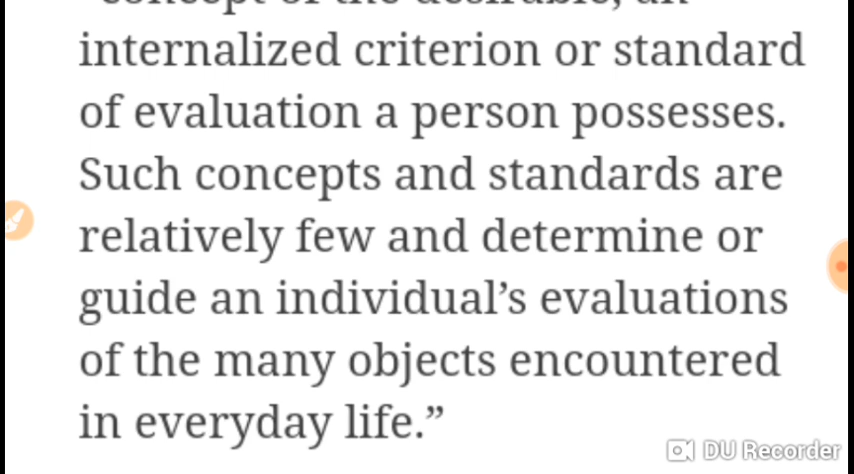 internalized criterion or standard
of evaluation a person possesses.
Such concepts and standards are
relatively few and determine or
guide an individual’s evaluations
of the many objects encountered
in everyday life.”
DU Recorder